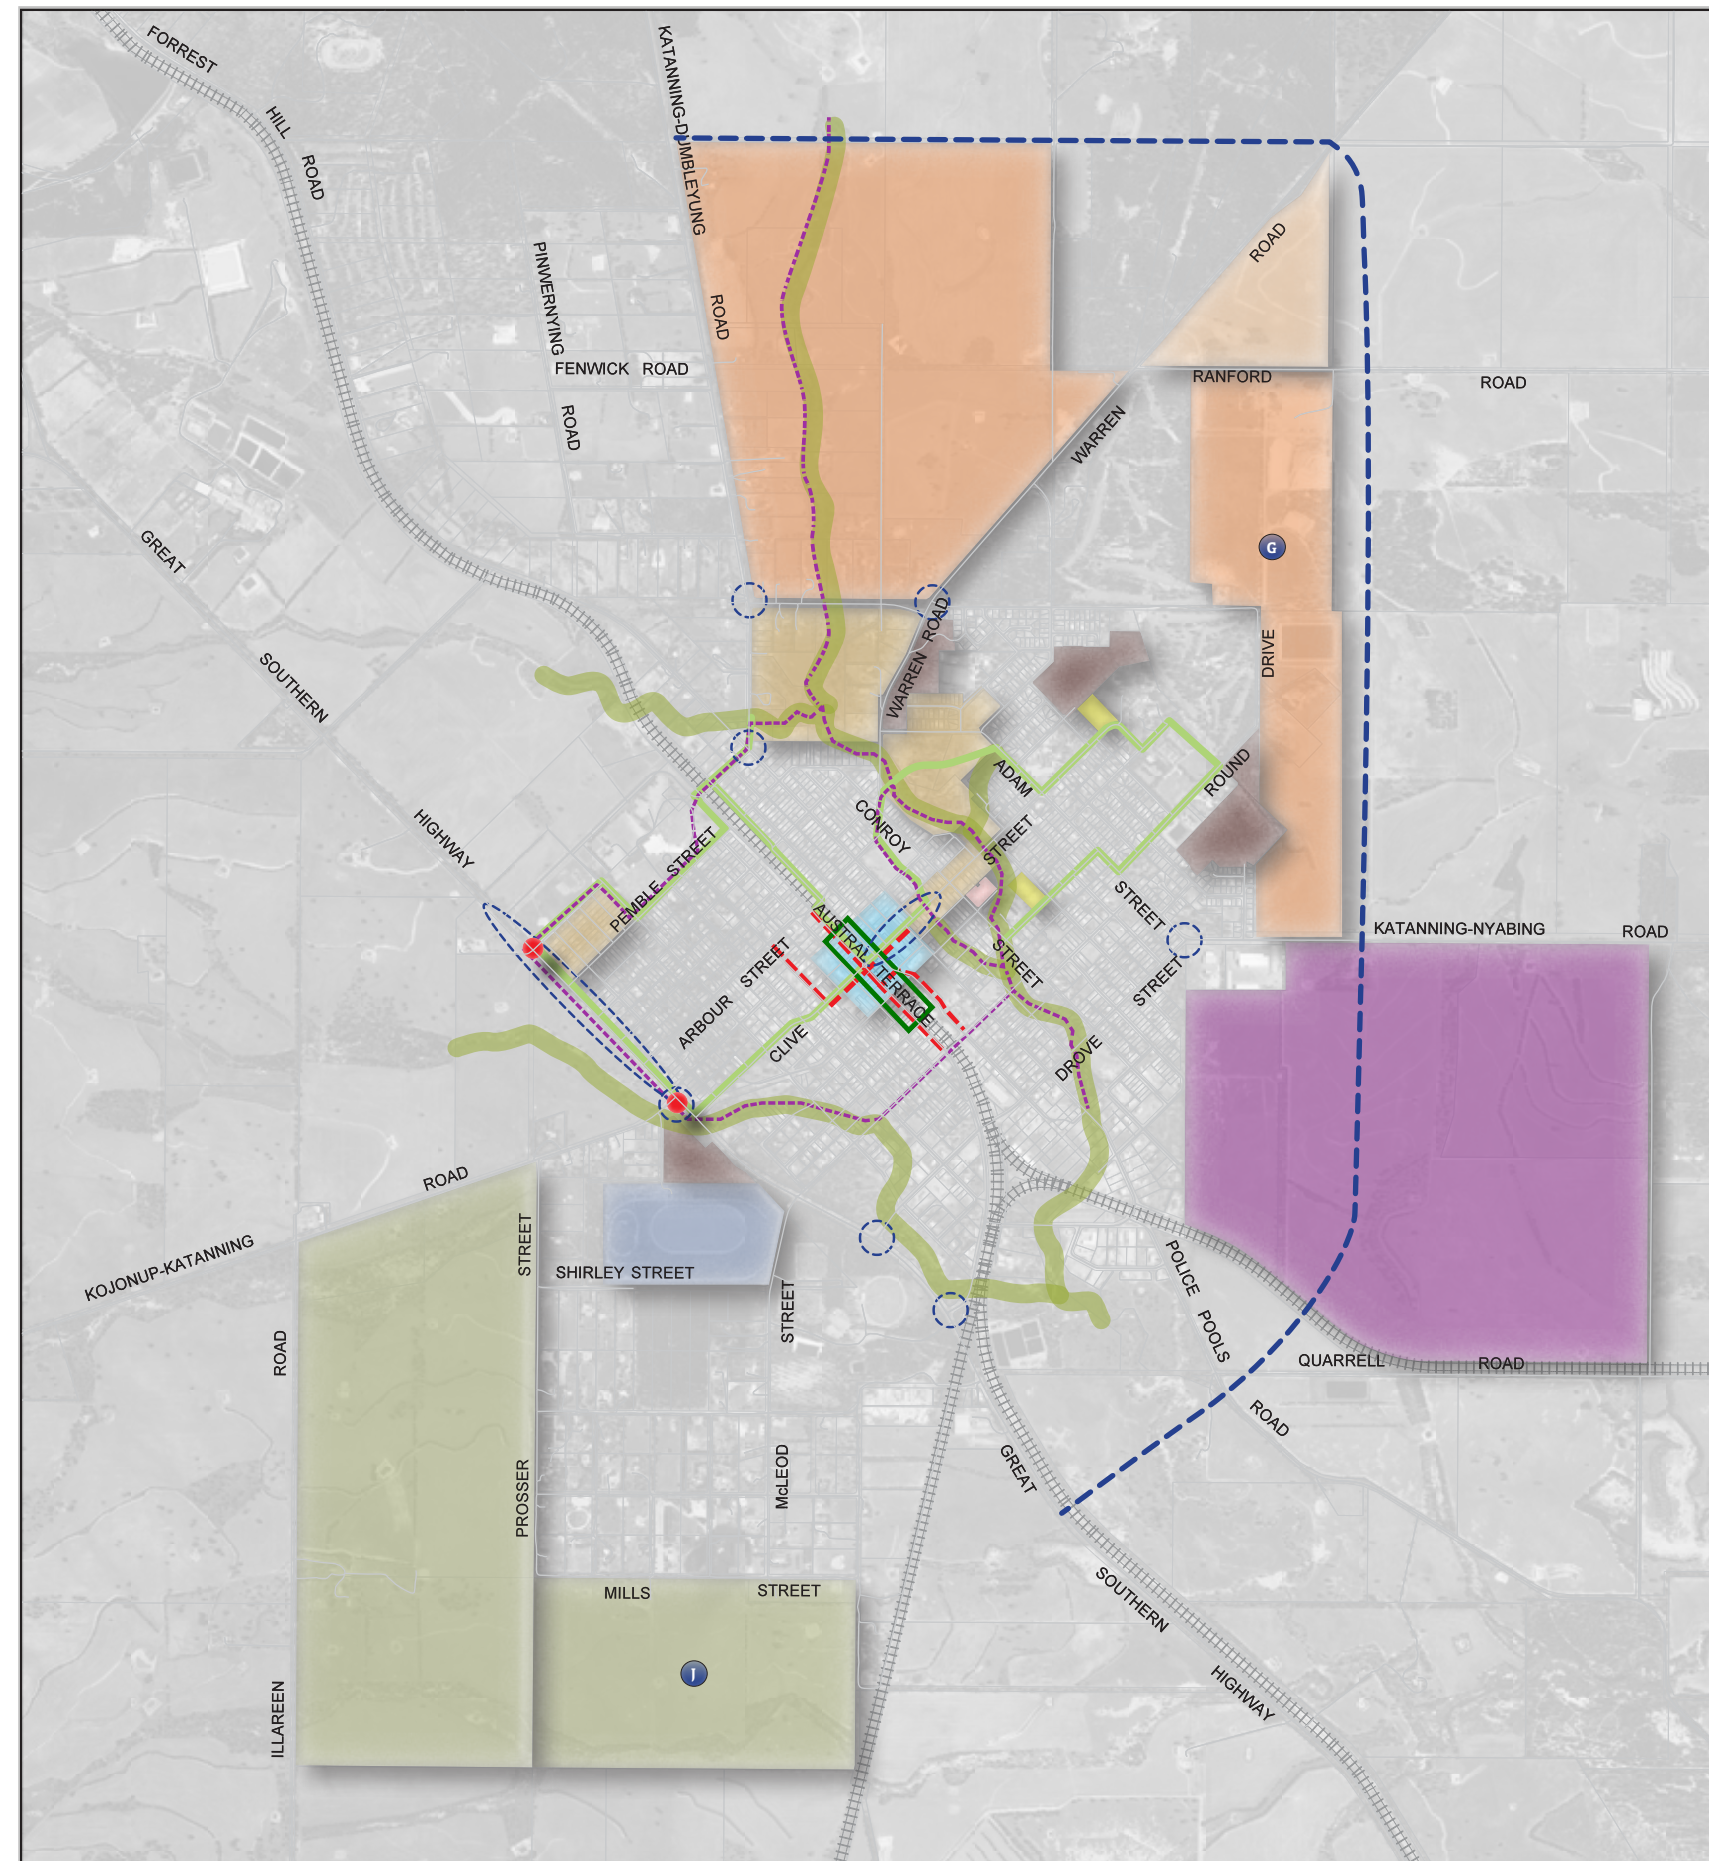 FORREST
HILL
ROAD
KATANNING-DUMBLEYUNG
ROAD
PINWERNYING
ROAD
FENWICK ROAD
ROAD
RANFORD
ROAD
WARREN
GREAT
SOUTHERN
HIGHWAY
G
WARREN ROAD
DRIVE
ROUND
ADAM
STREET
CONROY
PEMBLE STREET
STREET
AUSTRAL TERRACE
STREET
KATANNING-NYABING
ROAD
STREET
ARBOUR STREET
CLIVE
DROVE
ROAD
KOJONUP-KATANNING
STREET
SHIRLEY STREET
STREET
ROAD
POLICE POOLS
ROAD
QUARRELL
ROAD
PROSSER
McLEOD
GREAT
SOUTHERN
HIGHWAY
MILLS
STREET
J
ILLAREEN